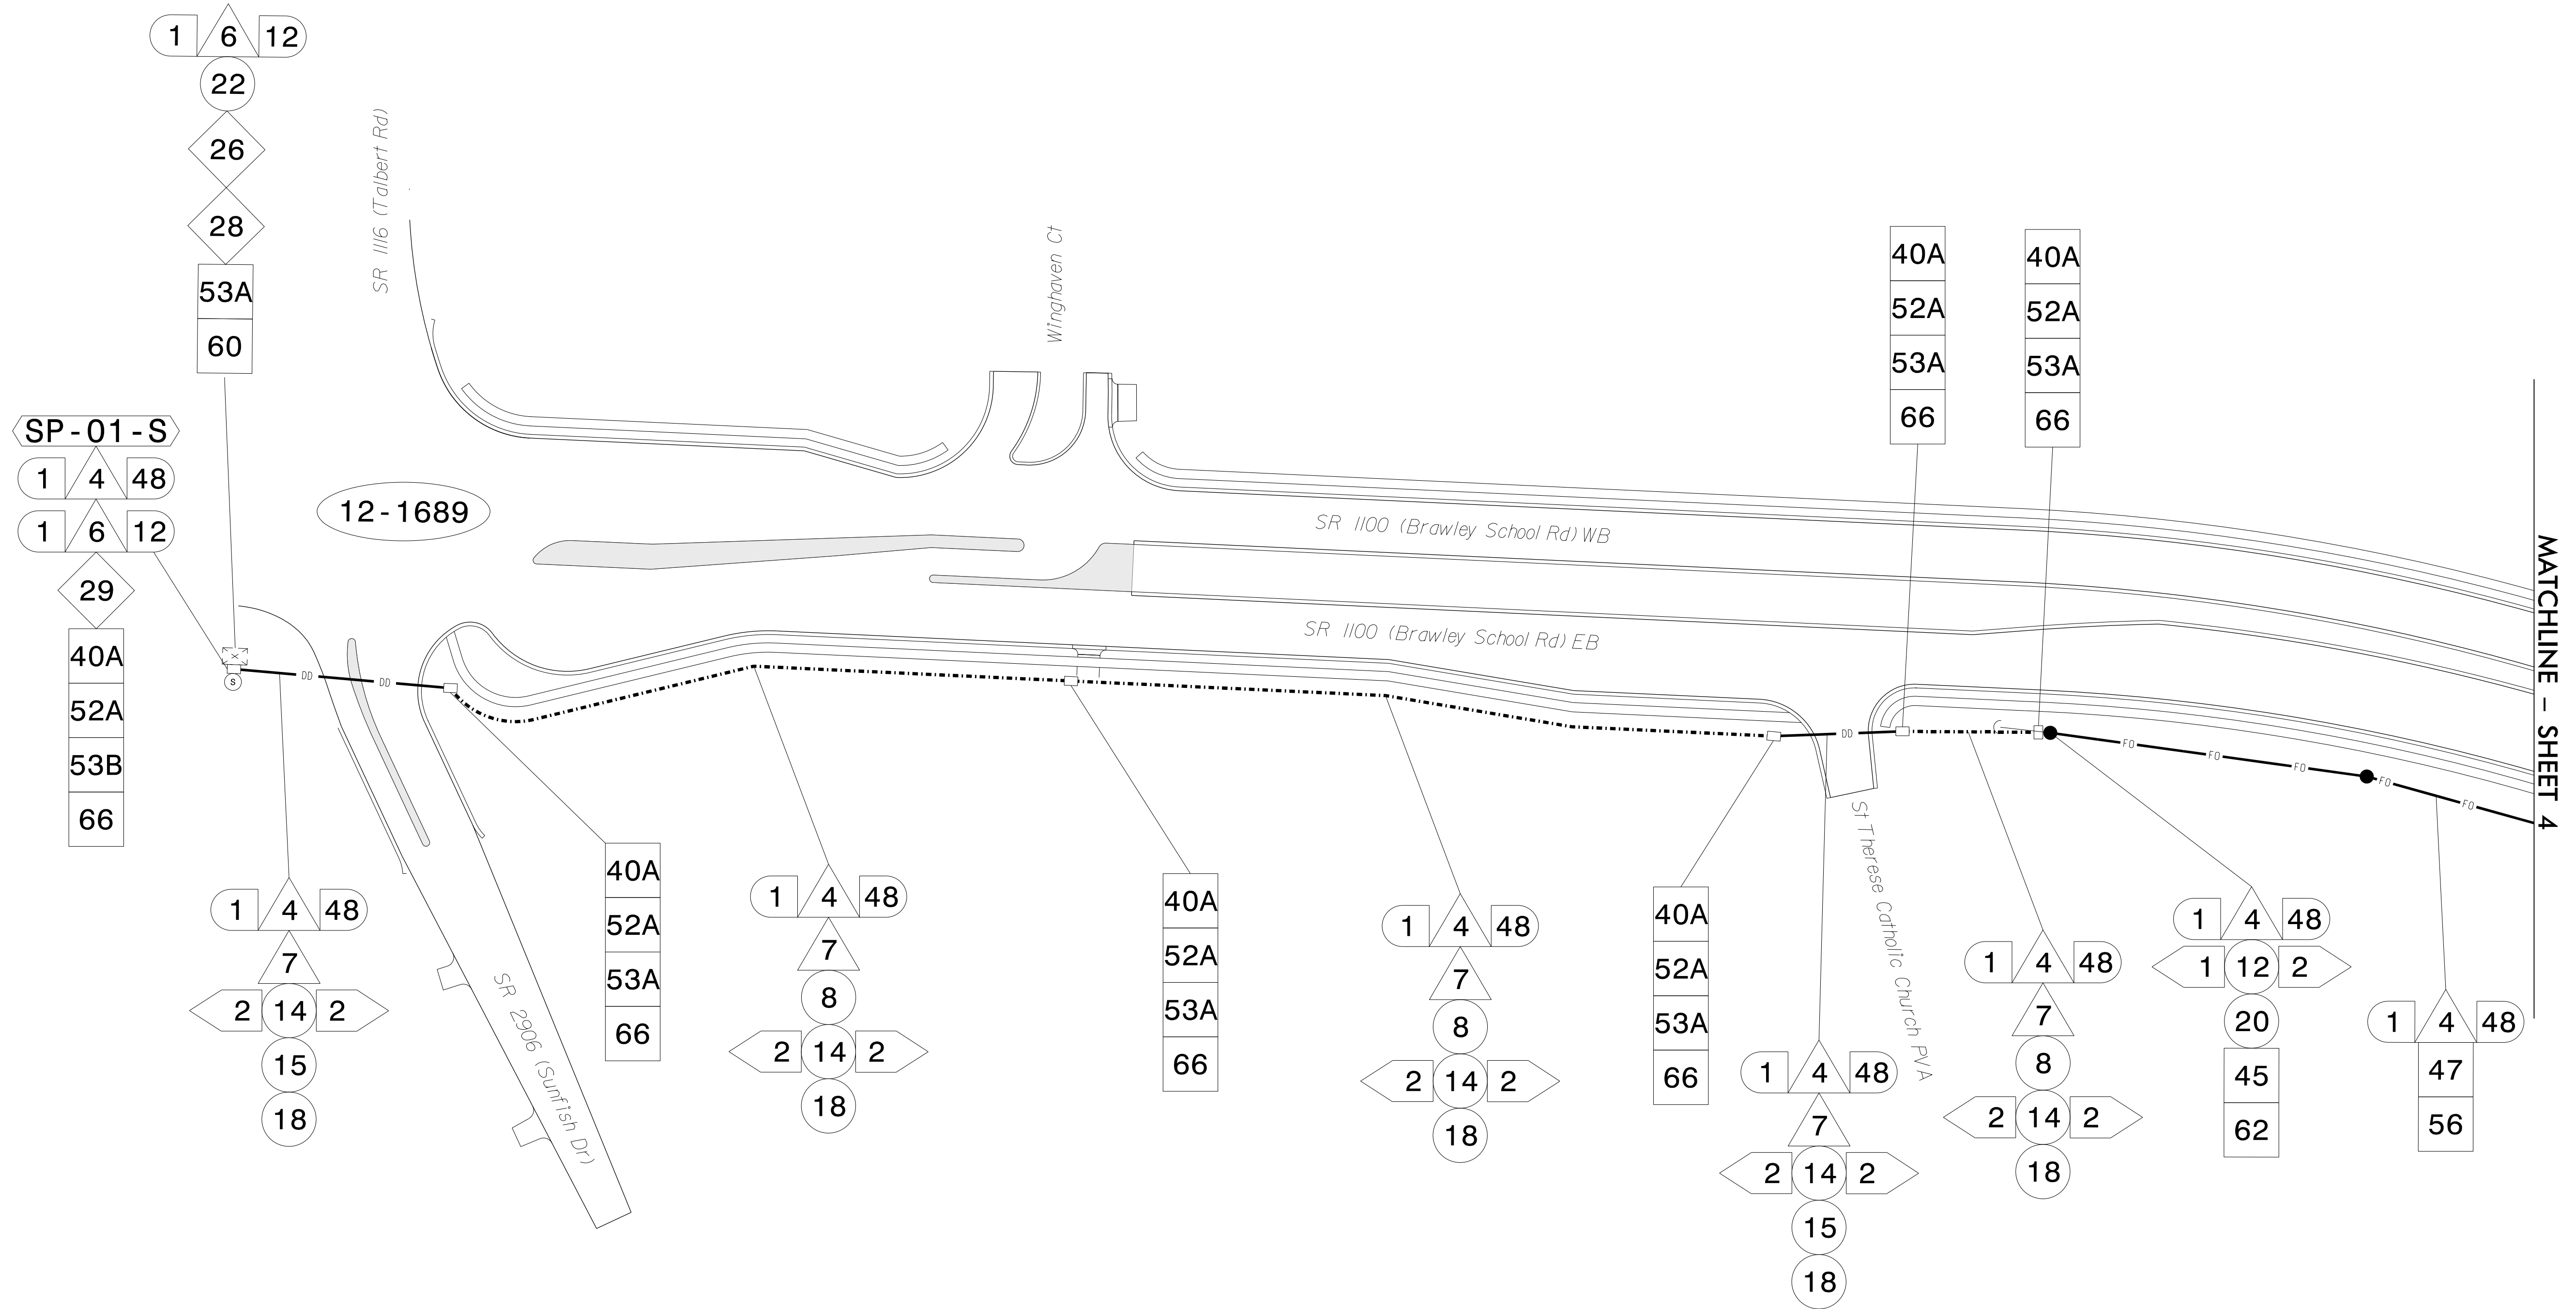 1 6 12
22
26
28
53A
60
SP-01-S
1 4 48
1 6 12
29
40A
52A
53B
66
SR 1116 (Talbert Rd)
12-1689
Winghaven Ct
SR 1100 (Brawley School Rd) WB
SR 1100 (Brawley School Rd) EB
40A
52A
53A
66
40A
52A
53A
66
MATCHLINE – SHEET 4
X
S
DD
DD
DD
FO
FO
FO
FO
FO
1 4 48
7
2 14 2
15
18
SR 2906 (Sunfish Dr)
40A
52A
53A
66
1 4 48
7
8
2 14 2
18
40A
52A
53A
66
1 4 48
7
8
2 14 2
18
40A
52A
53A
66
1 4 48
7
2 14 2
15
18
St Therese Catholic Church PVA
1 4 48
7
8
2 14 2
18
1 4 48
1 12 2
20
45
62
1 4 48
47
56